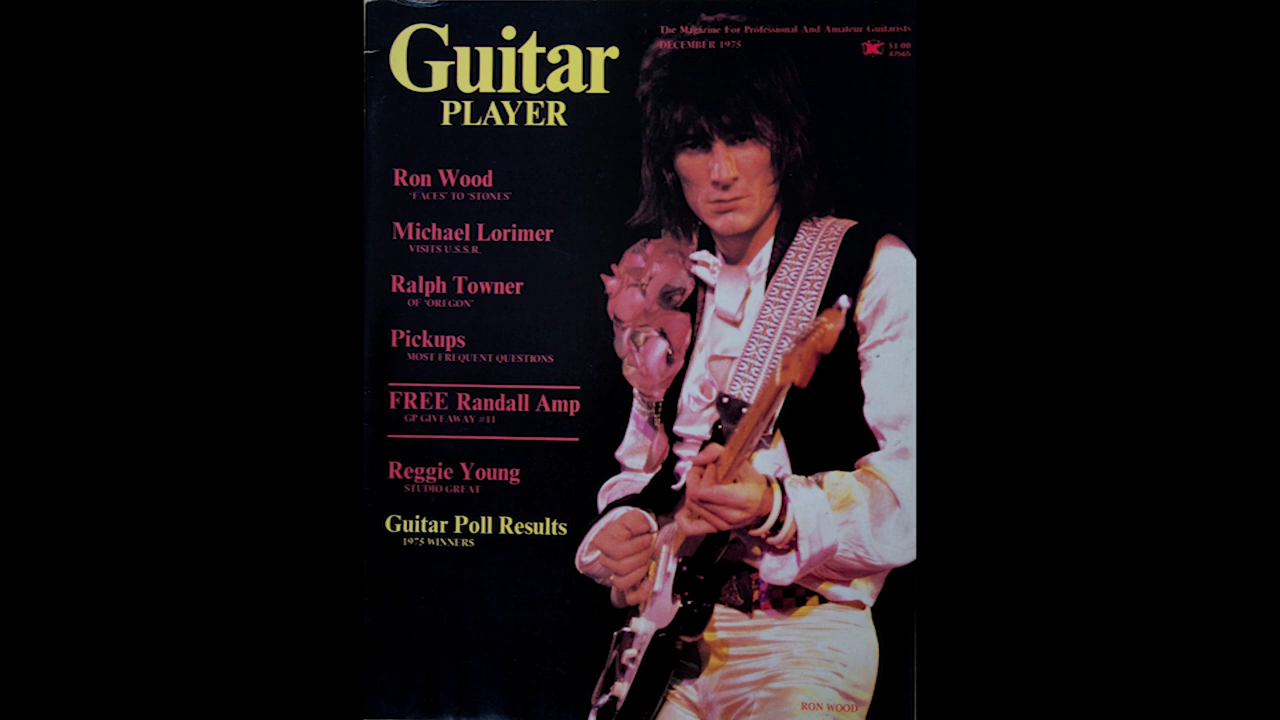 Guitar
PLAYER
The Magazine For Professional And Amateur Guitarists
DECEMBER 1975
$1.00
47565
Ron Wood
'FACES' TO 'STONES'
Michael Lorimer
VISITS U.S.S.R.
Ralph Towner
OF 'OREGON'
Pickups
MOST FREQUENT QUESTIONS
FREE Randall Amp
GP GIVEAWAY #11
Reggie Young
STUDIO GREAT
Guitar Poll Results
1975 WINNERS
RON WOOD